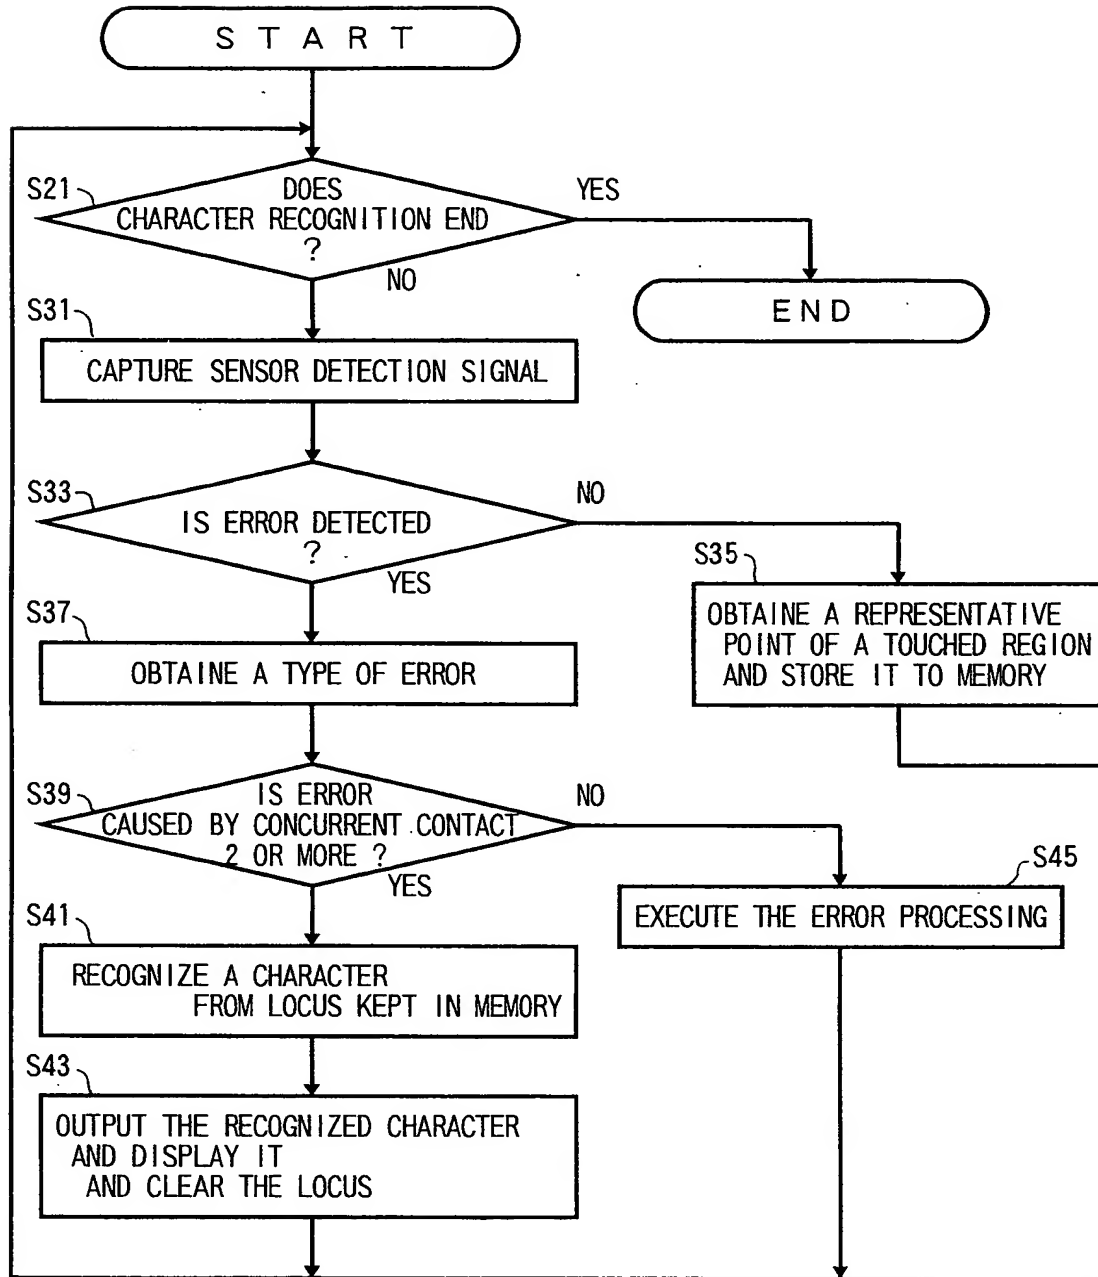 START
S21
DOES
CHARACTER RECOGNITION END
?
YES
NO
END
S31
CAPTURE SENSOR DETECTION SIGNAL
S33
IS ERROR DETECTED
?
NO
YES
S35
OBTAINE A REPRESENTATIVE
POINT OF A TOUCHED REGION
AND STORE IT TO MEMORY
S37
OBTAINE A TYPE OF ERROR
S39
IS ERROR
CAUSED BY CONCURRENT CONTACT
2 OR MORE ?
NO
YES
S45
EXECUTE THE ERROR PROCESSING
S41
RECOGNIZE A CHARACTER
FROM LOCUS KEPT IN MEMORY
S43
OUTPUT THE RECOGNIZED CHARACTER
AND DISPLAY IT
AND CLEAR THE LOCUS